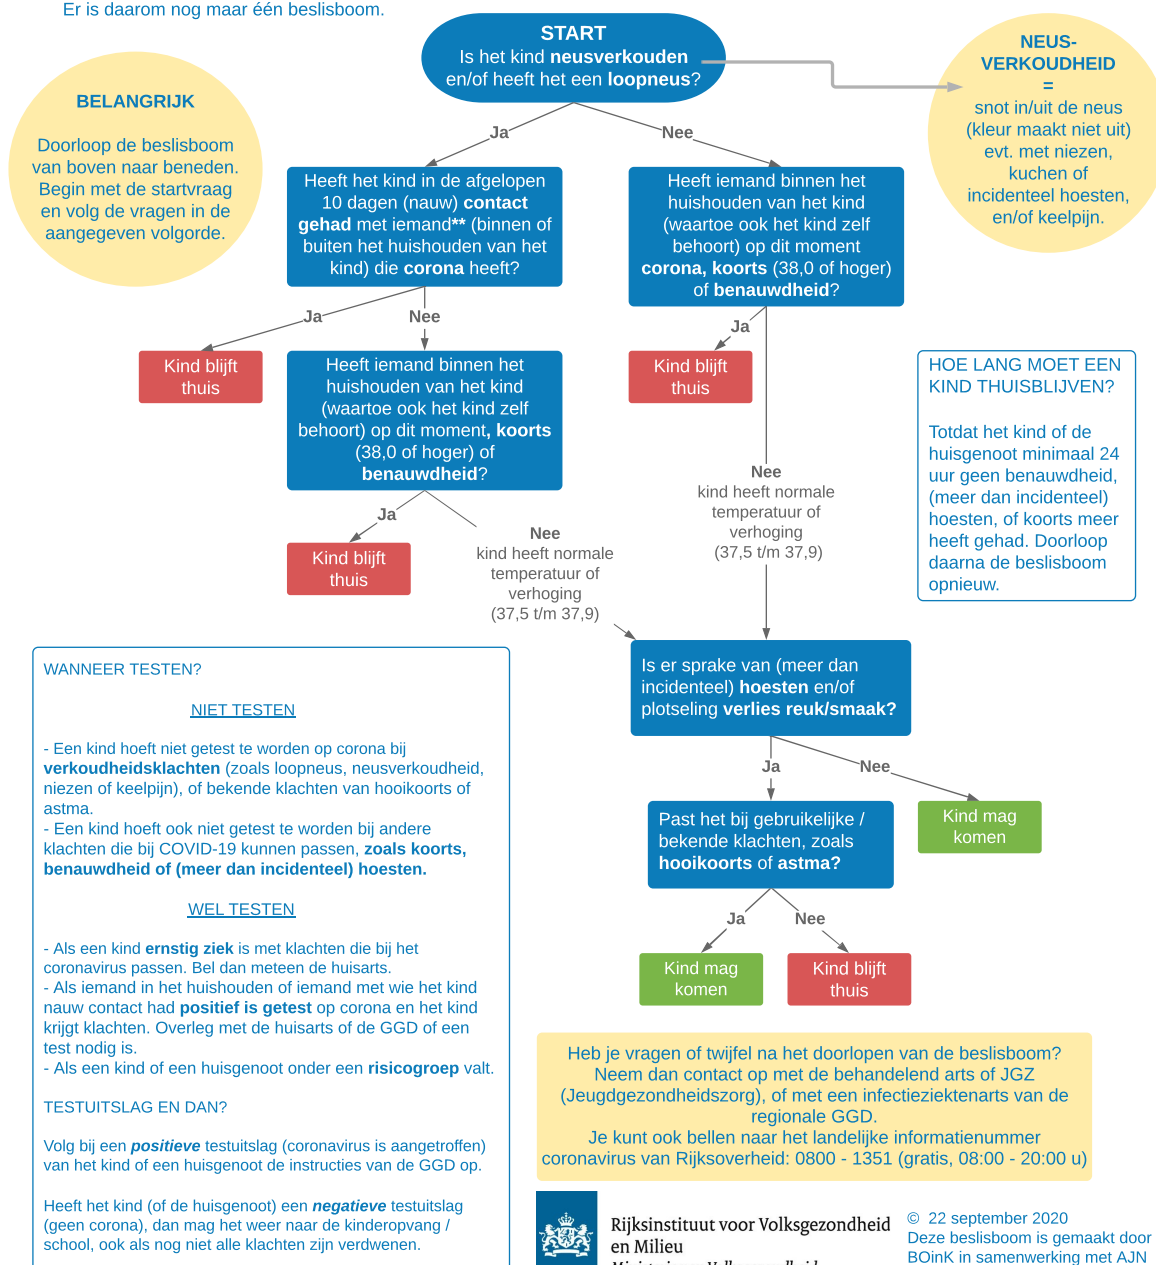 Er is daarom nog maar één beslisboom.
START
Is het kind neusverkouden
en/of heeft het een loopneus?
NEUS-
VERKOUDHEID
=
snot in/uit de neus
(kleur maakt niet uit)
evt. met niezen,
kuchen of
incidenteel hoesten,
en/of keelpijn.
BELANGRIJK
Doorloop de beslisboom
van boven naar beneden.
Begin met de startvraag
en volg de vragen in de
aangegeven volgorde.
Ja
Nee
Heeft het kind in de afgelopen
10 dagen (nauw) contact
gehad met iemand** (binnen of
buiten het huishouden van het
kind) die corona heeft?
Heeft iemand binnen het
huishouden van het kind
(waartoe ook het kind zelf
behoort) op dit moment
corona, koorts (38,0 of hoger)
of benauwdheid?
Ja
Nee
Ja
Kind blijft
thuis
Heeft iemand binnen het
huishouden van het kind
(waartoe ook het kind zelf
behoort) op dit moment, koorts
(38,0 of hoger) of
benauwdheid?
Kind blijft
thuis
HOE LANG MOET EEN
KIND THUISBLIJVEN?
Totdat het kind of de
huisgenoot minimaal 24
uur geen benauwdheid,
(meer dan incidenteel)
hoesten, of koorts meer
heeft gehad. Doorloop
daarna de beslisboom
opnieuw.
Ja
Kind blijft
thuis
Nee
kind heeft normale
temperatuur of
verhoging
(37,5 t/m 37,9)
Nee
kind heeft normale
temperatuur of
verhoging
(37,5 t/m 37,9)
Is er sprake van (meer dan
incidenteel) hoesten en/of
plotseling verlies reuk/smaak?
Ja
Nee
Past het bij gebruikelijke /
bekende klachten, zoals
hooikoorts of astma?
Kind mag
komen
Ja
Nee
Kind mag
komen
Kind blijft
thuis
WANNEER TESTEN?
NIET TESTEN
- Een kind hoeft niet getest te worden op corona bij
verkoudheidsklachten (zoals loopneus, neusverkoudheid,
niezen of keelpijn), of bekende klachten van hooikoorts of
astma.
- Een kind hoeft ook niet getest te worden bij andere
klachten die bij COVID-19 kunnen passen, zoals koorts,
benauwdheid of (meer dan incidenteel) hoesten.
WEL TESTEN
- Als een kind ernstig ziek is met klachten die bij het
coronavirus passen. Bel dan meteen de huisarts.
- Als iemand in het huishouden of iemand met wie het kind
nauw contact had positief is getest op corona en het kind
krijgt klachten. Overleg met de huisarts of de GGD of een
test nodig is.
- Als een kind of een huisgenoot onder een risicogroep valt.
TESTUITSLAG EN DAN?
Volg bij een positieve testuitslag (coronavirus is aangetroffen)
van het kind of een huisgenoot de instructies van de GGD op.
Heeft het kind (of de huisgenoot) een negatieve testuitslag
(geen corona), dan mag het weer naar de kinderopvang /
school, ook als nog niet alle klachten zijn verdwenen.
Heb je vragen of twijfel na het doorlopen van de beslisboom?
Neem dan contact op met de behandelend arts of JGZ
(Jeugdgezondheidszorg), of met een infectieziektenarts van de
regionale GGD.
Je kunt ook bellen naar het landelijke informatienummer
coronavirus van Rijksoverheid: 0800 - 1351 (gratis, 08:00 - 20:00 u)
Rijksinstituut voor Volksgezondheid
en Milieu
© 22 september 2020
Deze beslisboom is gemaakt door
BOinK in samenwerking met AJN